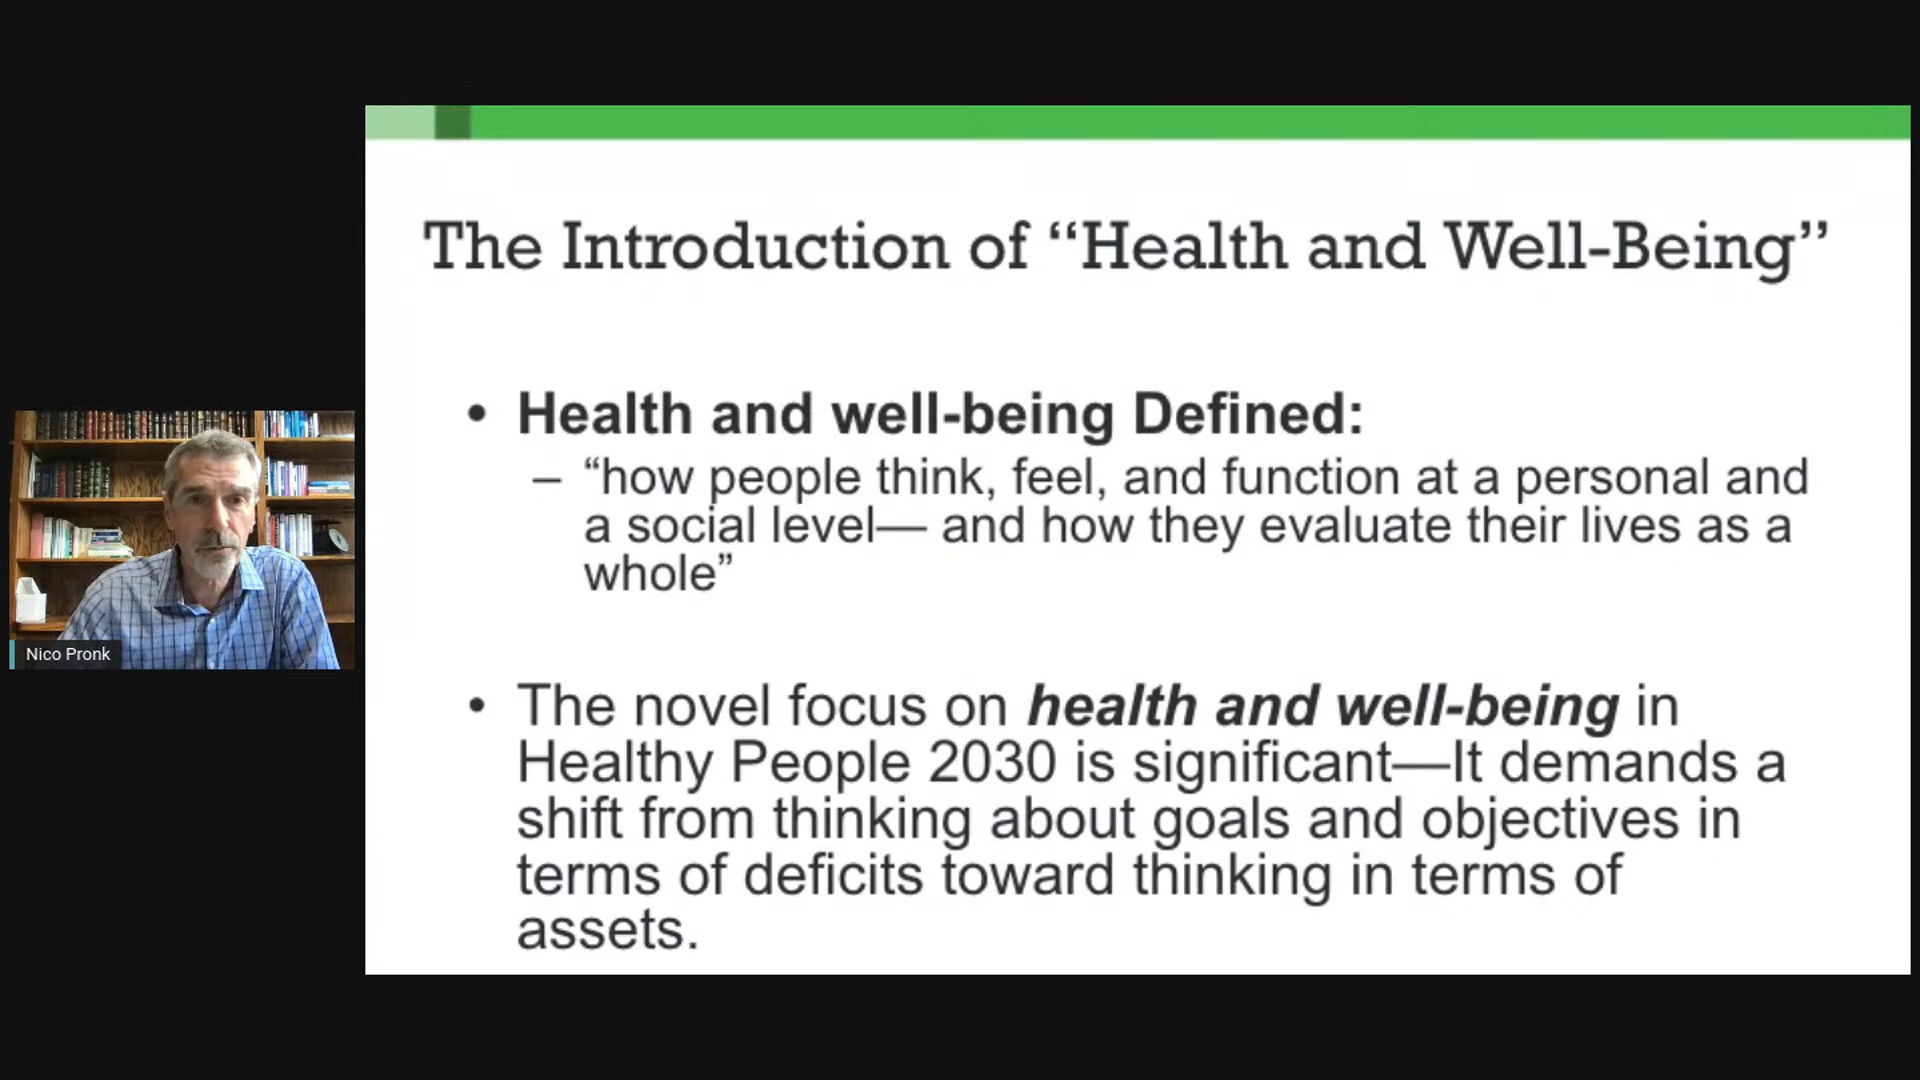 The Introduction of “Health and Well-Being”
• Health and well-being Defined:
– “how people think, feel, and function at a personal and
a social level— and how they evaluate their lives as a
whole”
• The novel focus on health and well-being in
Healthy People 2030 is significant—It demands a
shift from thinking about goals and objectives in
terms of deficits toward thinking in terms of
assets.
Nico Pronk